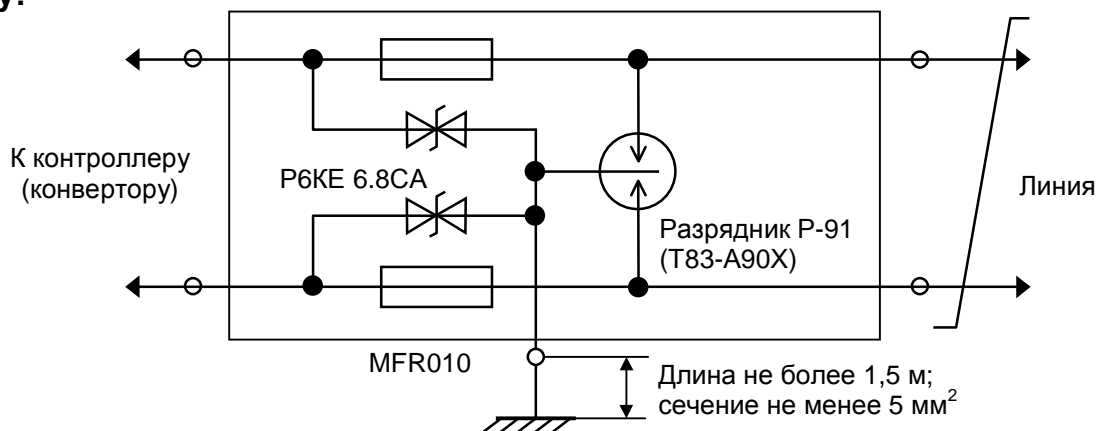 у:
К контроллеру
(конвертору)
P6KE 6.8CA
Разрядник Р-91
(T83-A90X)
Линия
MFR010
Длина не более 1,5 м;
сечение не менее 5 мм²